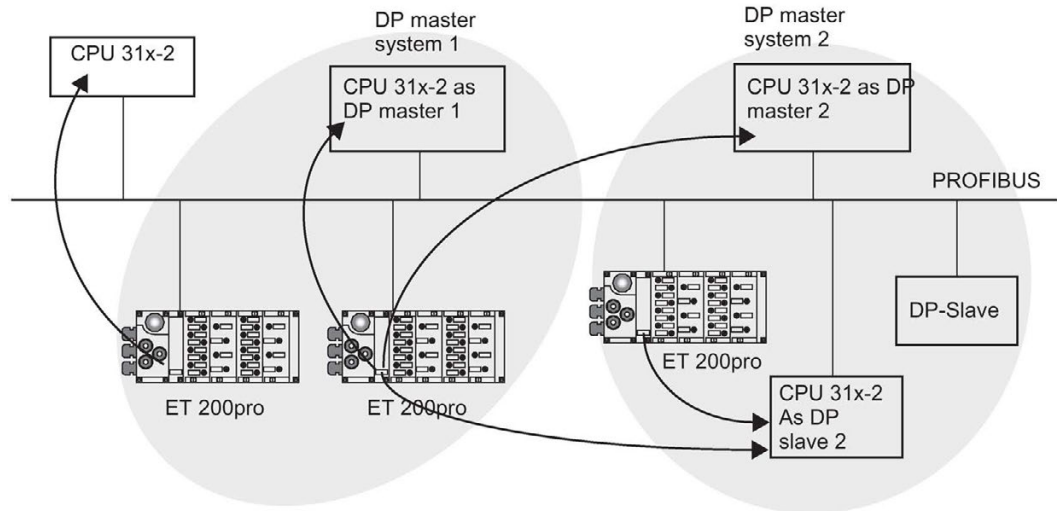 DP master
system 1
DP master
system 2
CPU 31x-2
CPU 31x-2 as
DP master 1
CPU 31x-2 as DP
master 2
PROFIBUS
ET 200pro
ET 200pro
ET 200pro
DP-Slave
CPU 31x-2
As DP
slave 2